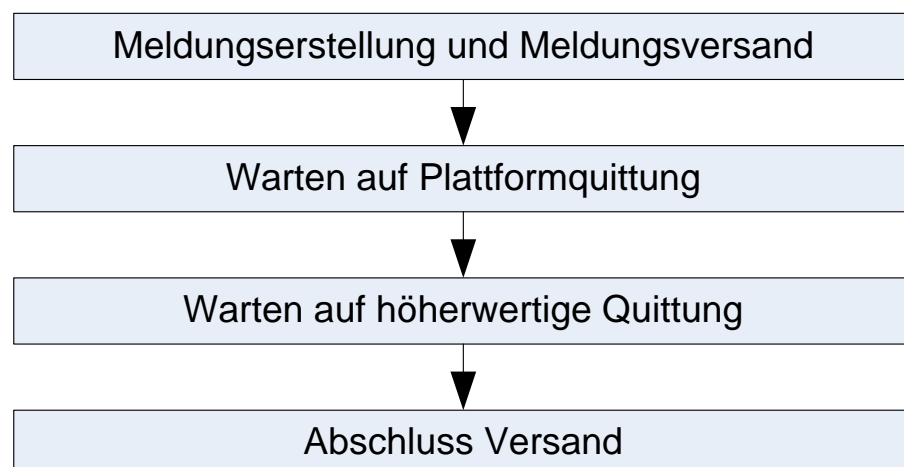 Meldungserstellung und Meldungsversand
Warten auf Plattformquittung
Warten auf höherwertige Quittung
Abschluss Versand